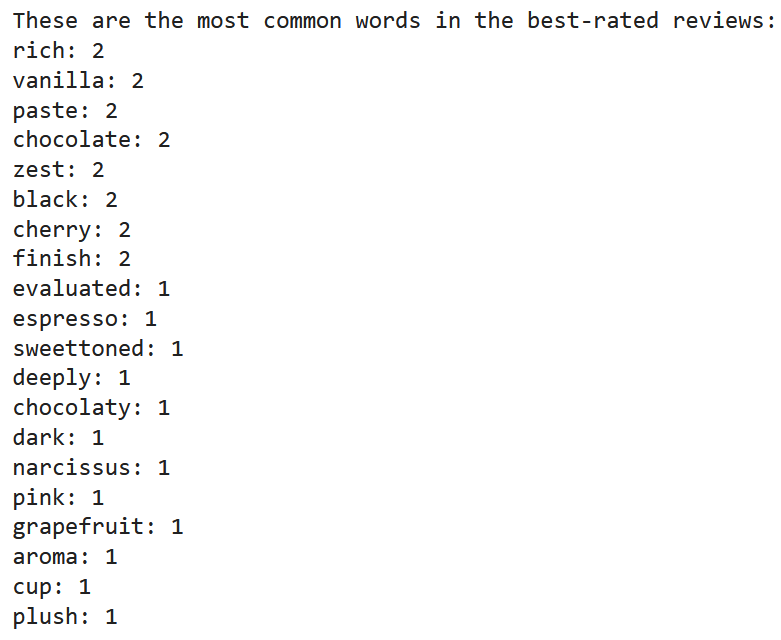 These are the most common words in the best-rated reviews:
rich: 2
vanilla: 2
paste: 2
chocolate: 2
zest: 2
black: 2
cherry: 2
finish: 2
evaluated: 1
espresso: 1
sweettoned: 1
deeply: 1
chocolaty: 1
dark: 1
narcissus: 1
pink: 1
grapefruit: 1
aroma: 1
cup: 1
plush: 1